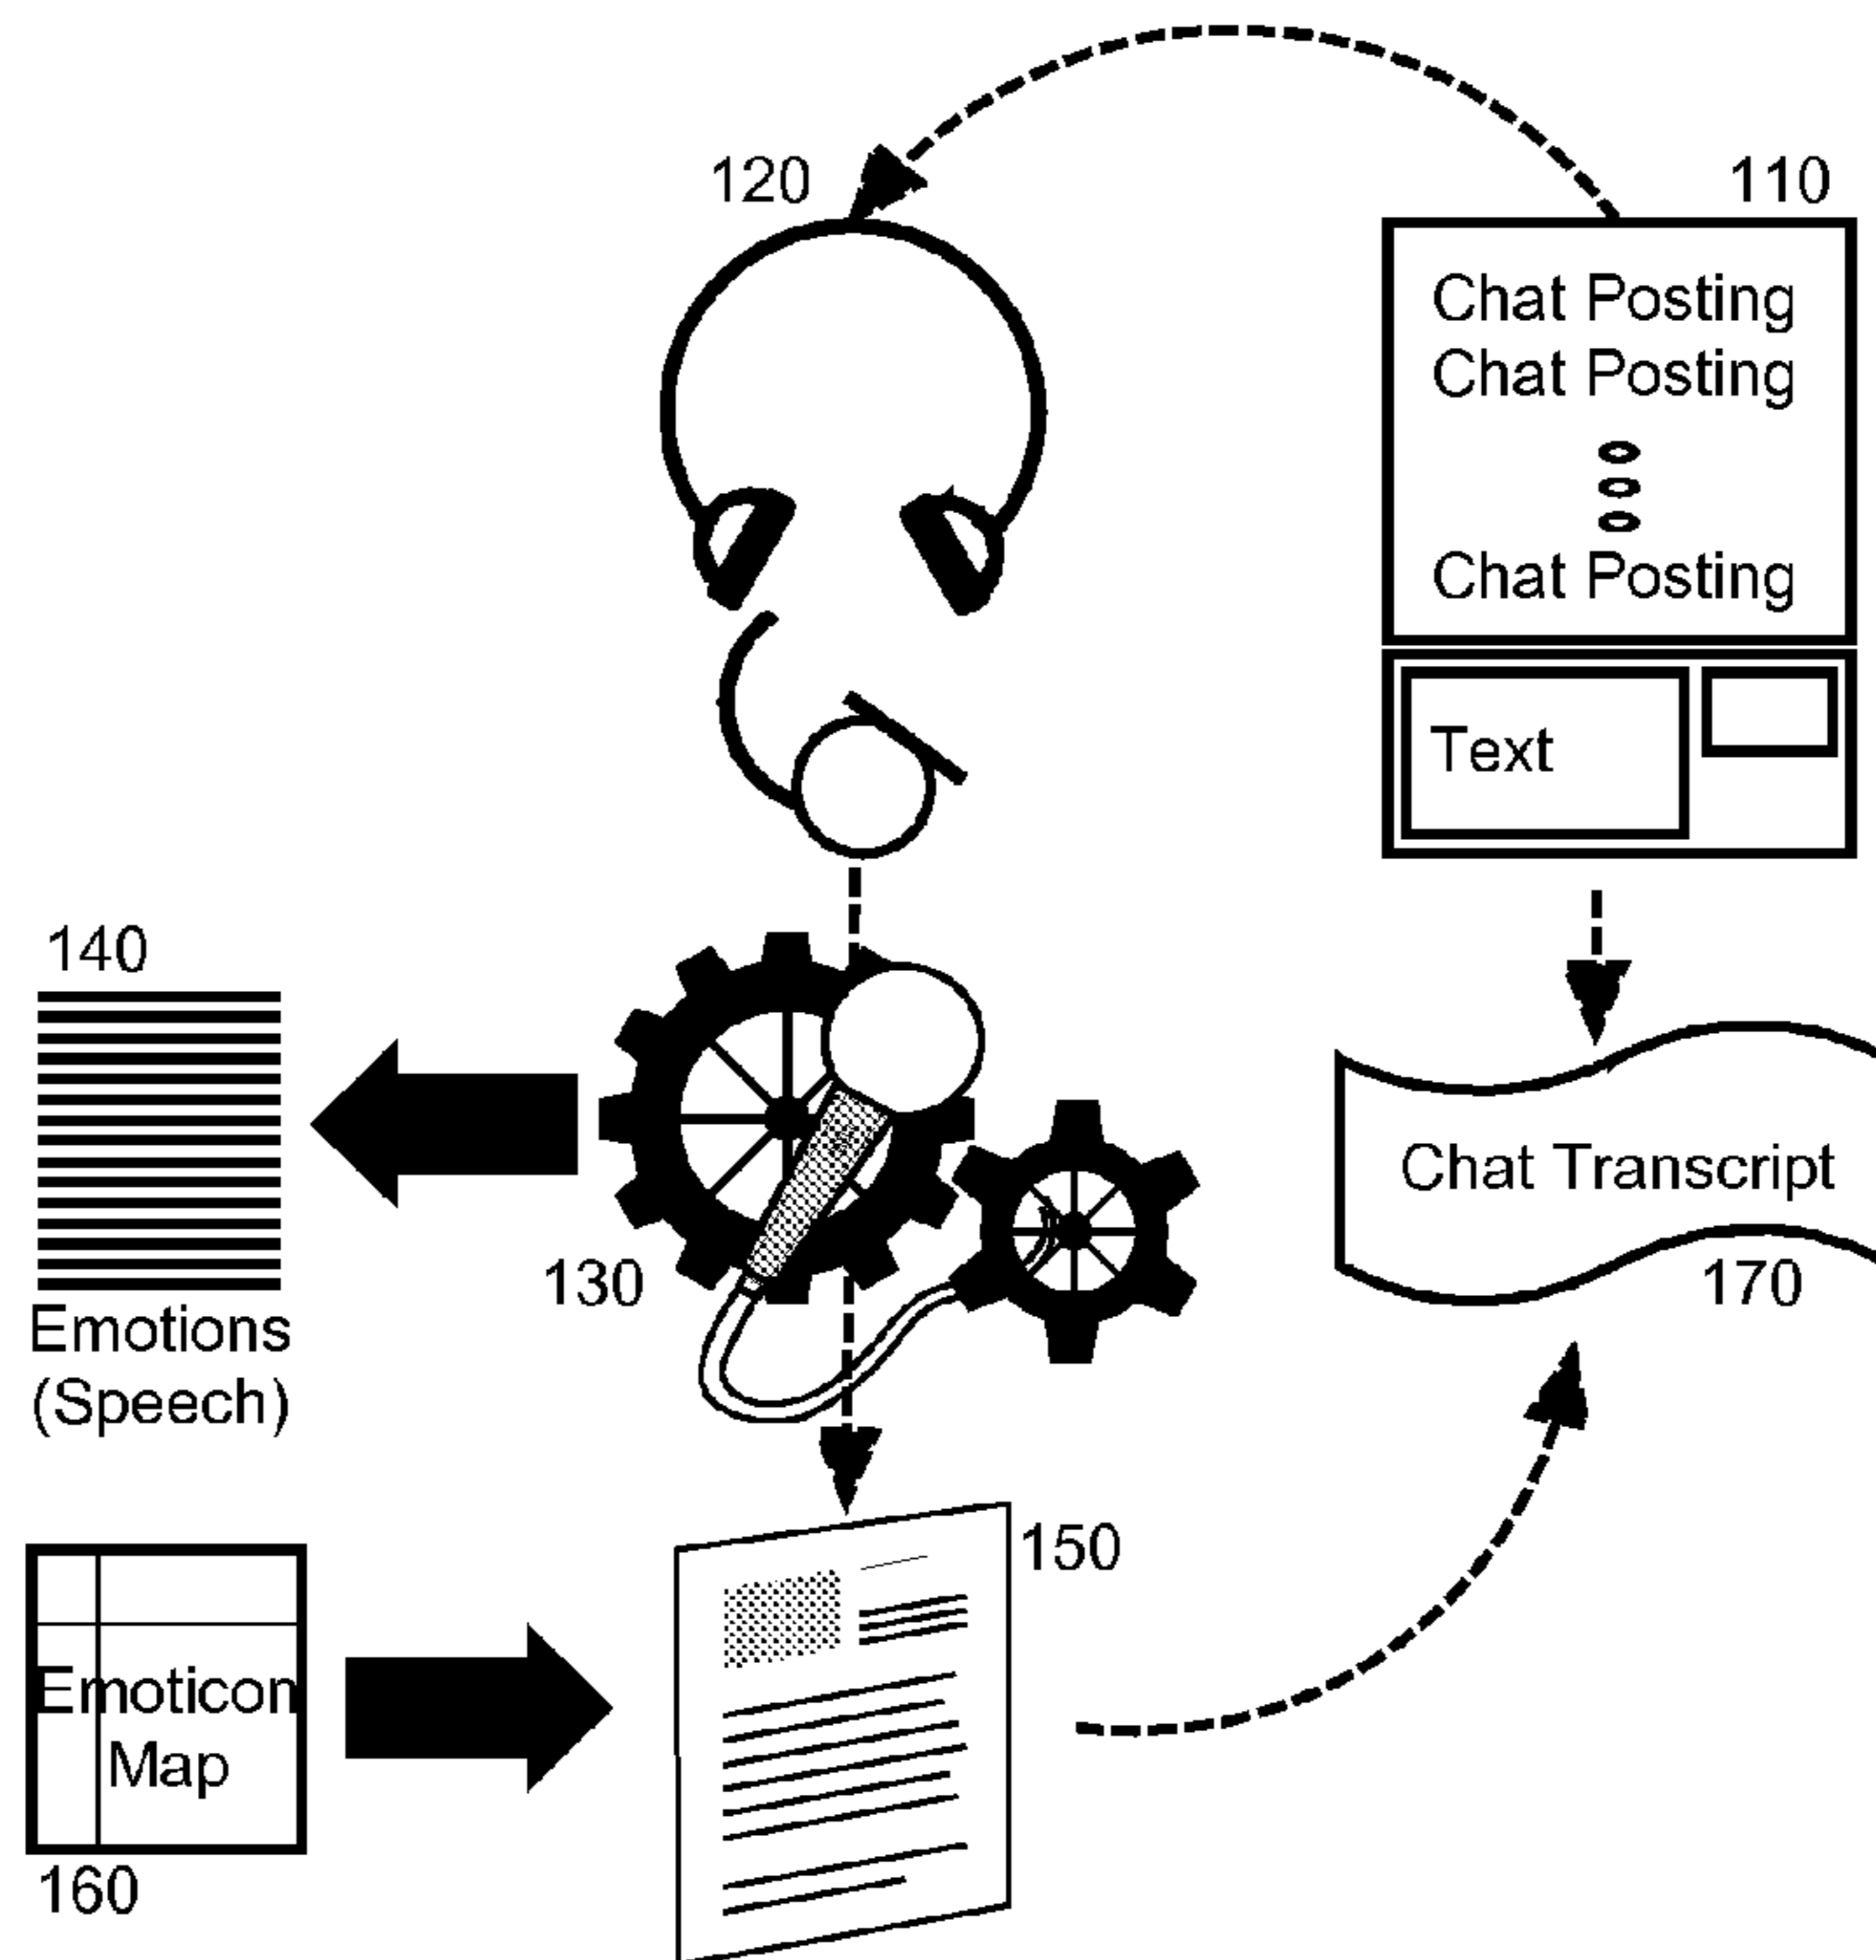 120
110
Chat Posting
Chat Posting
Chat Posting
Text
140
Emotions
(Speech)
130
Chat Transcript
170
150
Emoticon
Map
160